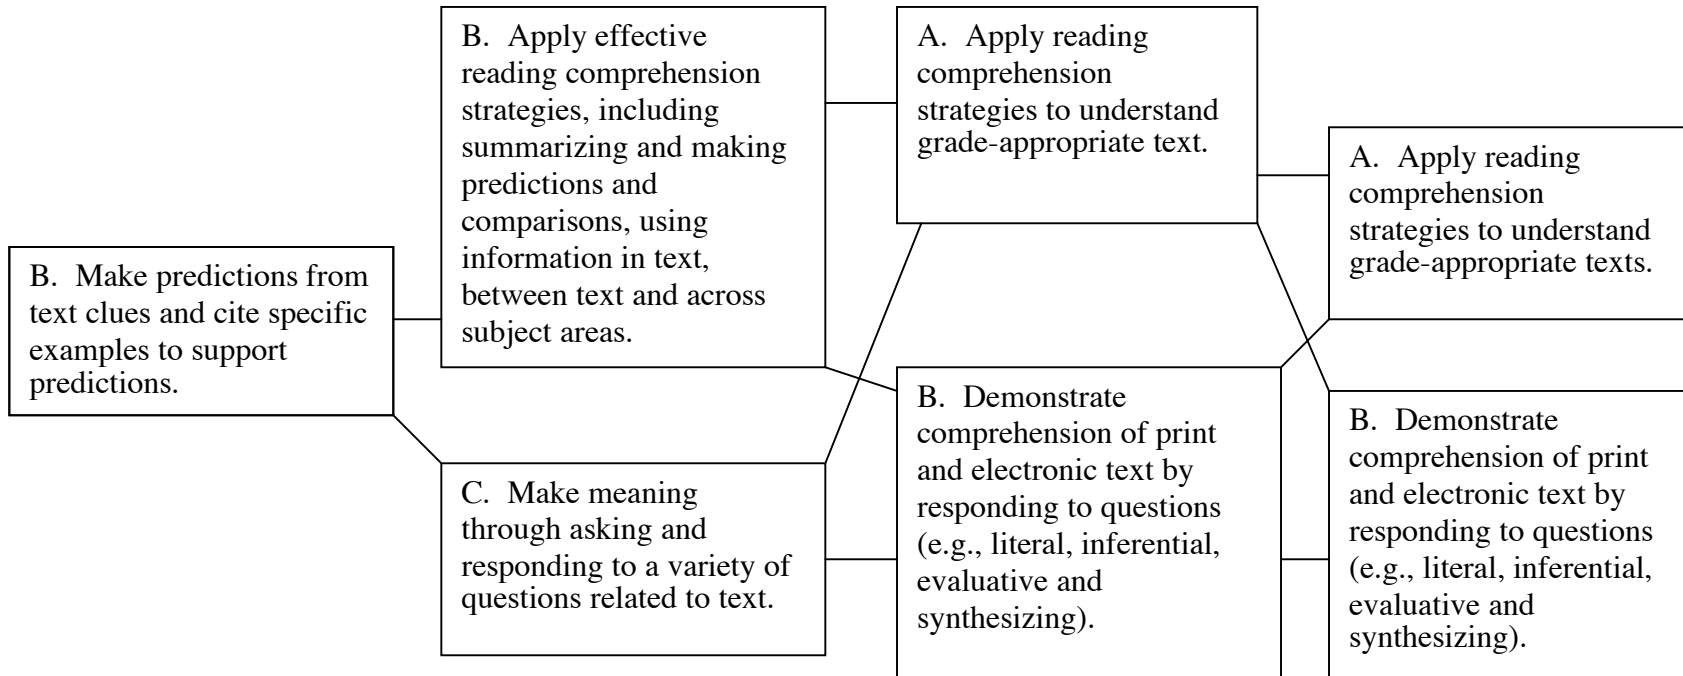 B. Make predictions from
text clues and cite specific
examples to support
predictions.
B. Apply effective
reading comprehension
strategies, including
summarizing and making
predictions and
comparisons, using
information in text,
between text and across
subject areas.
C. Make meaning
through asking and
responding to a variety of
questions related to text.
A. Apply reading
comprehension
strategies to understand
grade-appropriate text.
B. Demonstrate
comprehension of print
and electronic text by
responding to questions
(e.g., literal, inferential,
evaluative and
synthesizing).
A. Apply reading
comprehension
strategies to understand
grade-appropriate texts.
B. Demonstrate
comprehension of print
and electronic text by
responding to questions
(e.g., literal, inferential,
evaluative and
synthesizing).